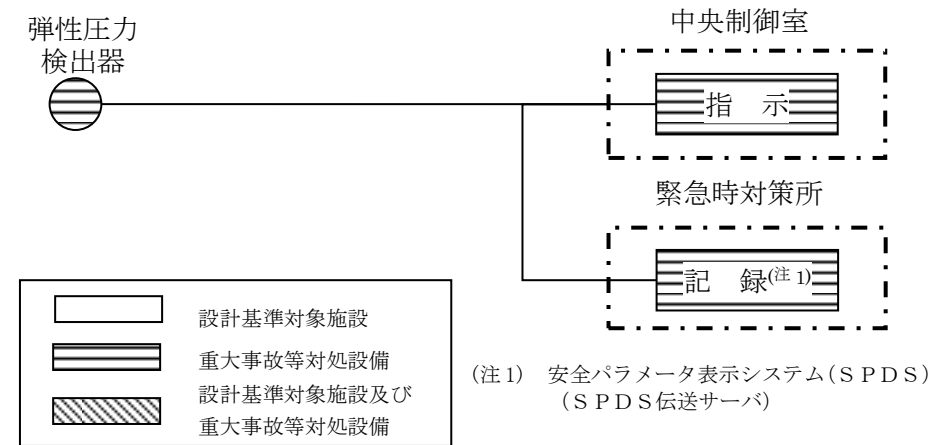 弾性圧力
検出器
中央制御室
指　示
緊急時対策所
記　録(注 1)
設計基準対象施設
重大事故等対処設備
設計基準対象施設及び
重大事故等対処設備
(注 1)　安全パラメータ表示システム(ＳＰＤＳ)
(ＳＰＤＳ伝送サーバ)